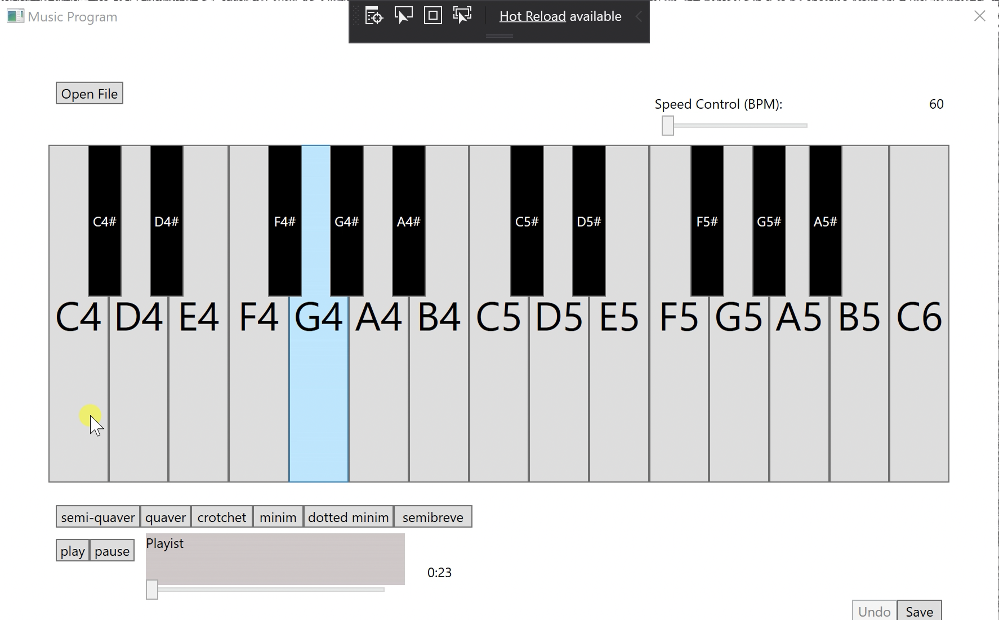 Music Program
Hot Reload available
Open File
Speed Control (BPM): 60
C4# D4# F4# G4# A4# C5# D5# F5# G5# A5#
C4 D4 E4 F4 G4 A4 B4 C5 D5 E5 F5 G5 A5 B5 C6
semi-quaver quaver crotchet minim dotted minim semibreve
play pause Playist
0:23
Undo Save